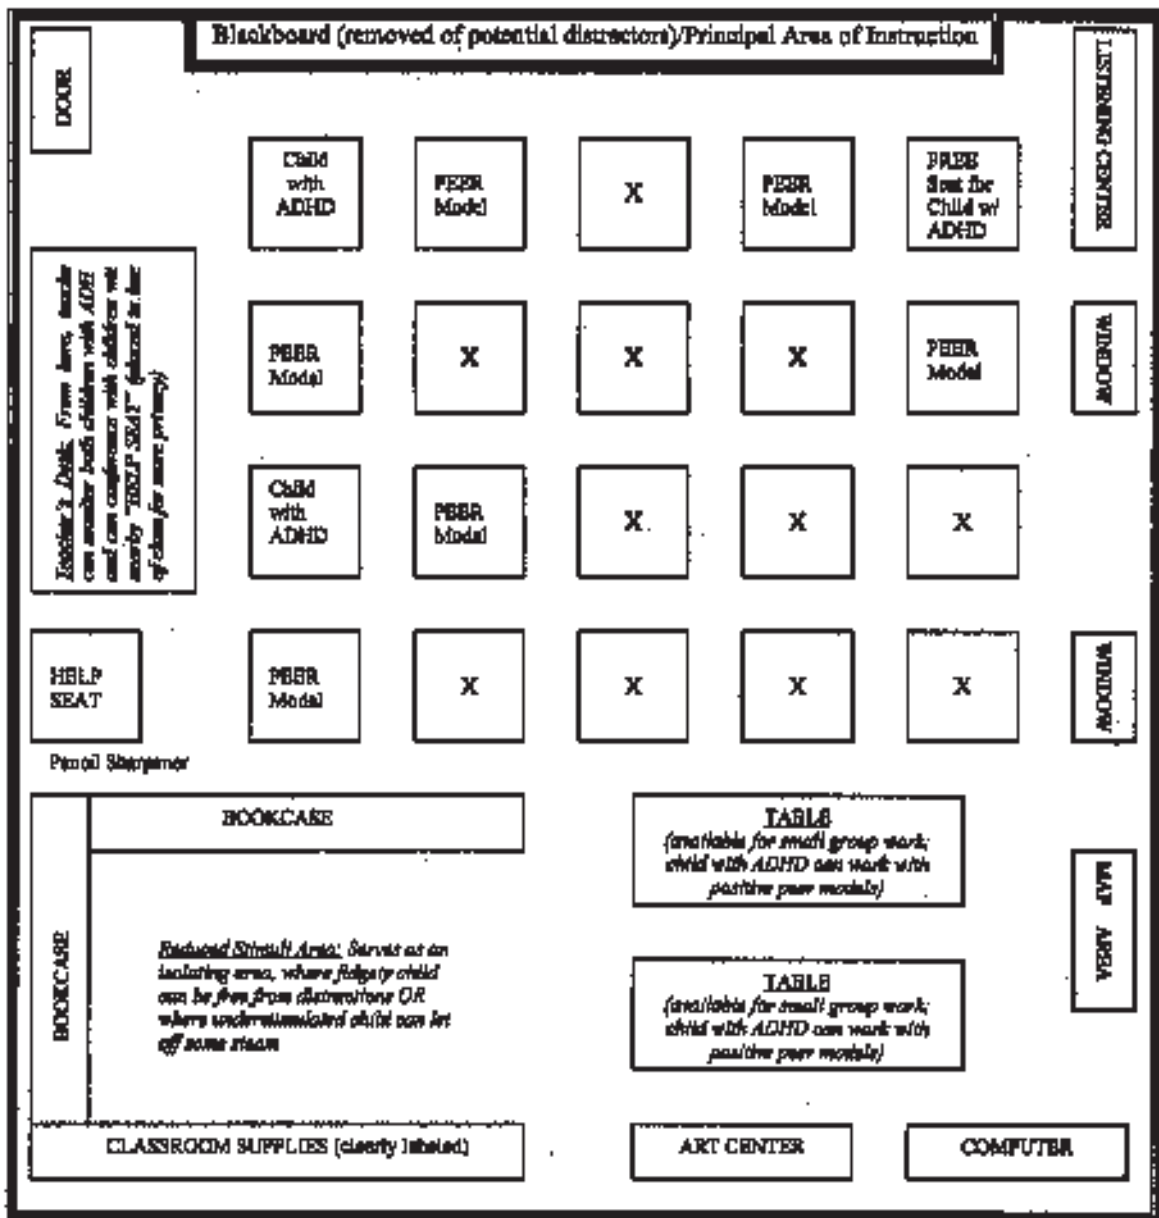 Blackboard (removed of potential distractors)/Principal Area of Instruction
DOOR
LISTENING CENTER
Child
with
ADHD
PEER
Model
X
PEER
Model
FREE
Seat for
Child w/
ADHD
Teacher's Desk: From here, teacher
can monitor both children with ADH
and can conference with children wit
nearby "HELP SEAT" (placed in bac
of class for more privacy)
PEER
Model
X
X
X
PEER
Model
WINDOW
Child
with
ADHD
PEER
Model
X
X
X
HELP
SEAT
PEER
Model
X
X
X
X
WINDOW
Pencil Sharpener
BOOKCASE
BOOKCASE
TABLE
(available for small group work;
child with ADHD can work with
positive peer models)
MAP AREA
Reduced Stimuli Area: Serves as an
isolating area, where fidgety child
can be free from distractions OR
where understimulated child can let
off some steam
TABLE
(available for small group work;
child with ADHD can work with
positive peer models)
CLASSROOM SUPPLIES (clearly labeled)
ART CENTER
COMPUTER